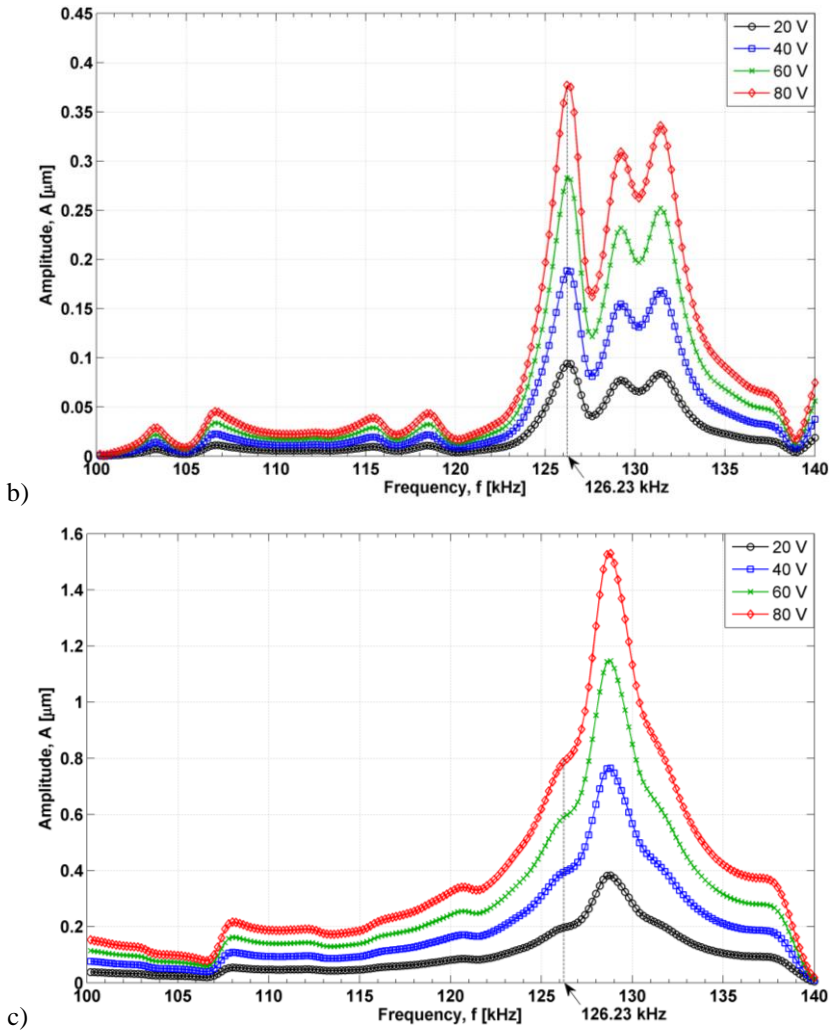 20 V
40 V
60 V
80 V
0.45
0.4
0.35
0.3
0.25
0.2
0.15
0.1
0.05
0
Amplitude, A [µm]
100 105 110 115 120 125 130 135 140
Frequency, f [kHz]
126.23 kHz
b)
20 V
40 V
60 V
80 V
1.6
1.4
1.2
1
0.8
0.6
0.4
0.2
0
Amplitude, A [µm]
100 105 110 115 120 125 130 135 140
Frequency, f [kHz]
126.23 kHz
c)